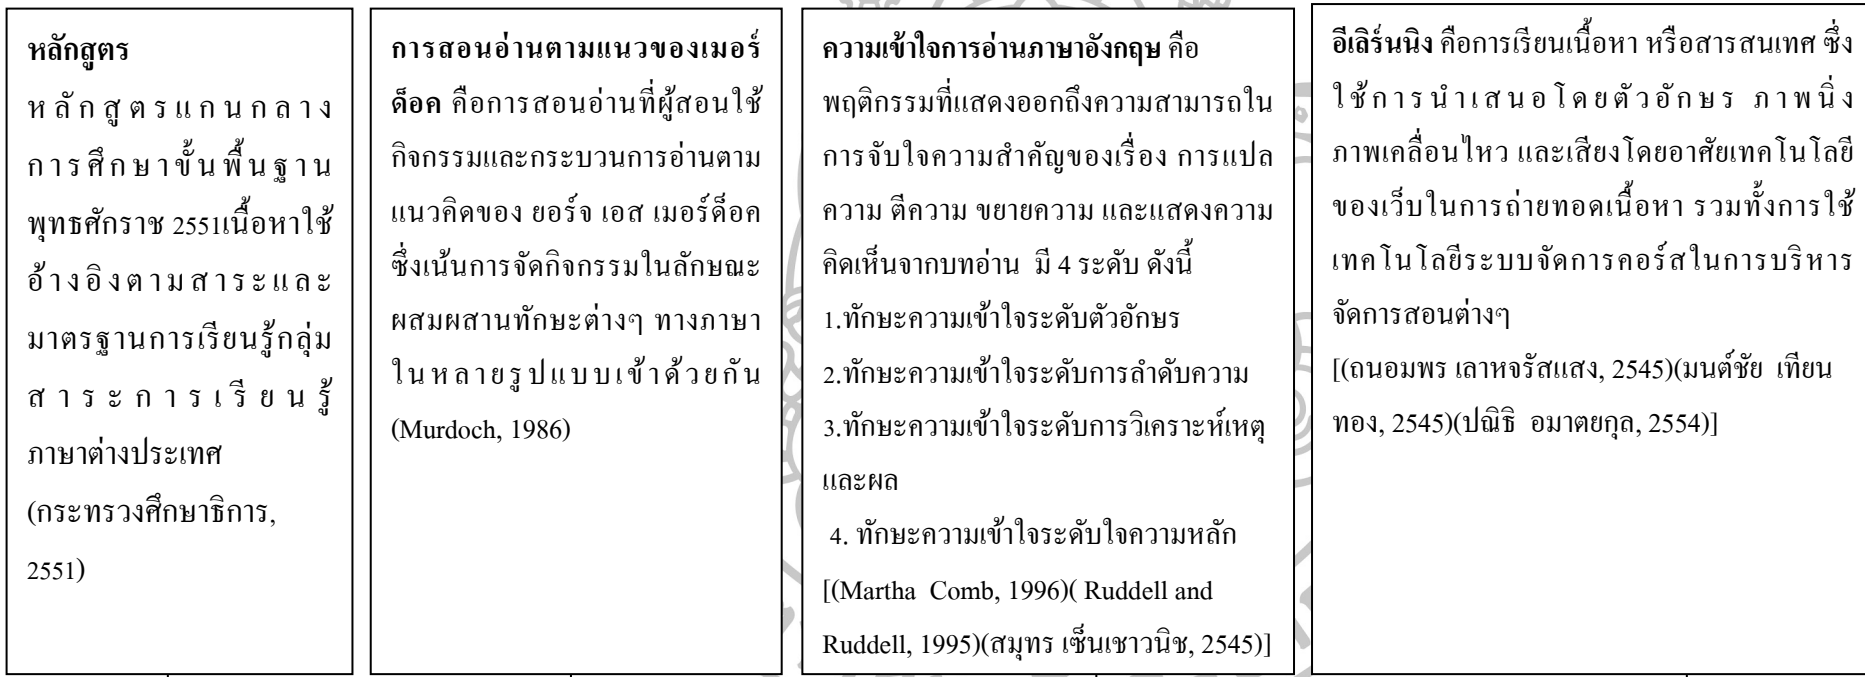 หลักสูตร
หลักสูตรแกนกลาง
การศึกษาขั้นพื้นฐาน
พุทธศักราช 2551เนื้อหาใช้
อ้างอิงตามสาระและ
มาตรฐานการเรียนรู้กลุ่ม
สาระการเรียนรู้
ภาษาต่างประเทศ
(กระทรวงศึกษาธิการ,
2551)
การสอนอ่านตามแนวของเมอร์
ด็อค คือการสอนอ่านที่ผู้สอนใช้
กิจกรรมและกระบวนการอ่านตาม
แนวคิดของ ยอร์จ เอส เมอร์ด็อค
ซึ่งเน้นการจัดกิจกรรมในลักษณะ
ผสมผสานทักษะต่างๆ ทางภาษา
ในหลายรูปแบบเข้าด้วยกัน
(Murdoch, 1986)
ความเข้าใจการอ่านภาษาอังกฤษ คือ
พฤติกรรมที่แสดงออกถึงความสามารถใน
การจับใจความสำคัญของเรื่อง การแปล
ความ ตีความ ขยายความ และแสดงความ
คิดเห็นจากบทอ่าน มี 4 ระดับ ดังนี้
1.ทักษะความเข้าใจระดับตัวอักษร
2.ทักษะความเข้าใจระดับการลำดับความ
3.ทักษะความเข้าใจระดับการวิเคราะห์เหตุ
และผล
4. ทักษะความเข้าใจระดับใจความหลัก
[(Martha Comb, 1996)( Ruddell and
Ruddell, 1995)(สมุทร เซ็นเชาวนิช, 2545)]
อีเลิร์นนิง คือการเรียนเนื้อหา หรือสารสนเทศ ซึ่ง
ใช้การนำเสนอโดยตัวอักษร ภาพนิ่ง
ภาพเคลื่อนไหว และเสียงโดยอาศัยเทคโนโลยี
ของเว็บในการถ่ายทอดเนื้อหา รวมทั้งการใช้
เทคโนโลยีระบบจัดการคอร์สในการบริหาร
จัดการสอนต่างๆ
[(ถนอมพร เลาหจรัสแสง, 2545)(มนต์ชัย เทียน
ทอง, 2545)(ปณิธิ อมาตยกุล, 2554)]